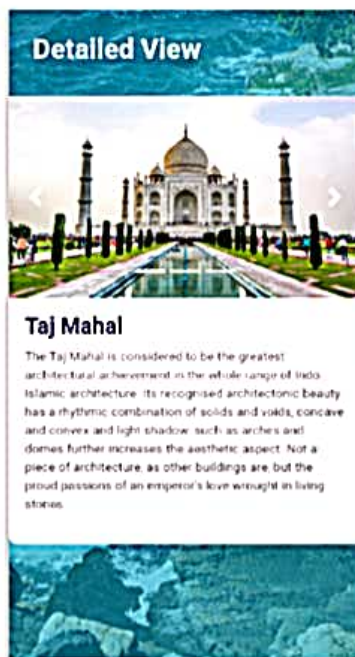 Detailed View
Taj Mahal
The Taj Mahal is considered to be the greatest
architectural achievement in the whole range of Indo
Islamic architecture. Its recognised architectonic beauty
has a rhythmic combination of solids and voids, concave
and convex and light shadow. such as arches and
domes further increases the aesthetic aspect. Not a
piece of architecture, as other buildings are, but the
proud passions of an emperor's love wrought in living
stones